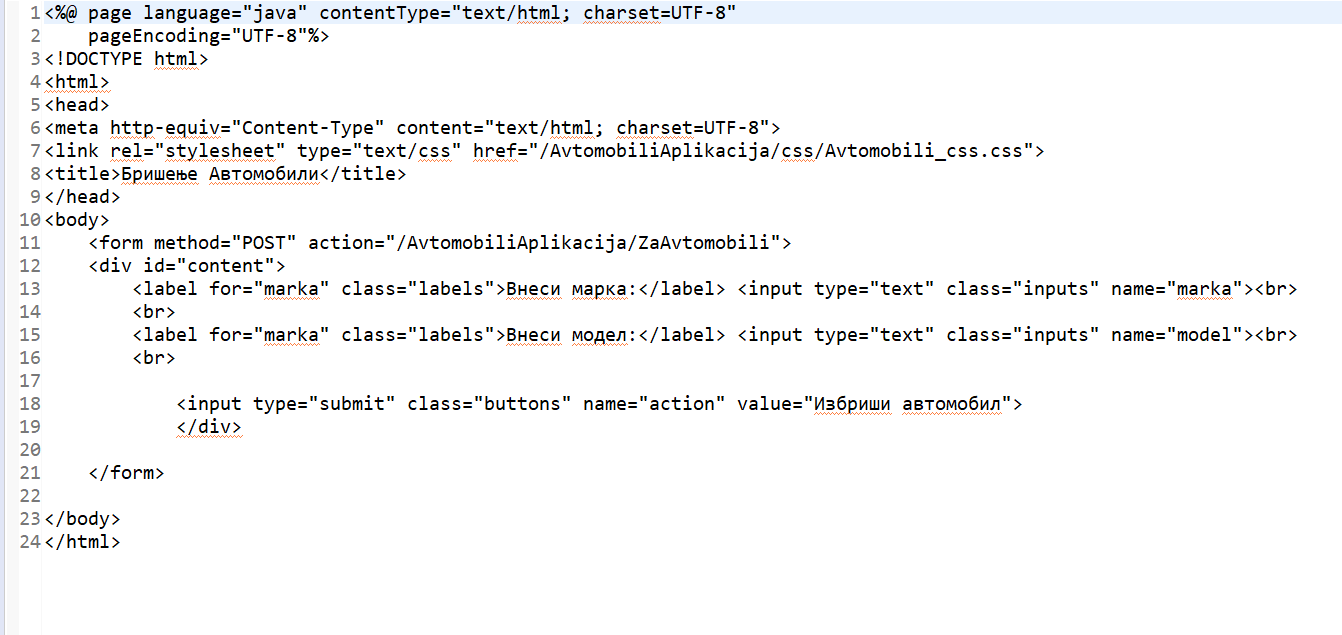 1 <%@ page language="java" contentType="text/html; charset=UTF-8"
2     pageEncoding="UTF-8"%>
3 <!DOCTYPE html>
4 <html>
5 <head>
6 <meta http-equiv="Content-Type" content="text/html; charset=UTF-8">
7 <link rel="stylesheet" type="text/css" href="/AvtomobiliAplikacija/css/Avtomobili_css.css">
8 <title>Бришење Автомобили</title>
9 </head>
10 <body>
11     <form method="POST" action="/AvtomobiliAplikacija/ZaAvtomobili">
12     <div id="content">
13         <label for="marka" class="labels">Внеси марка:</label> <input type="text" class="inputs" name="marka"><br>
14         <br>
15         <label for="marka" class="labels">Внеси модел:</label> <input type="text" class="inputs" name="model"><br>
16         <br>
17
18             <input type="submit" class="buttons" name="action" value="Избриши автомобил">
19             </div>
20
21     </form>
22
23 </body>
24 </html>